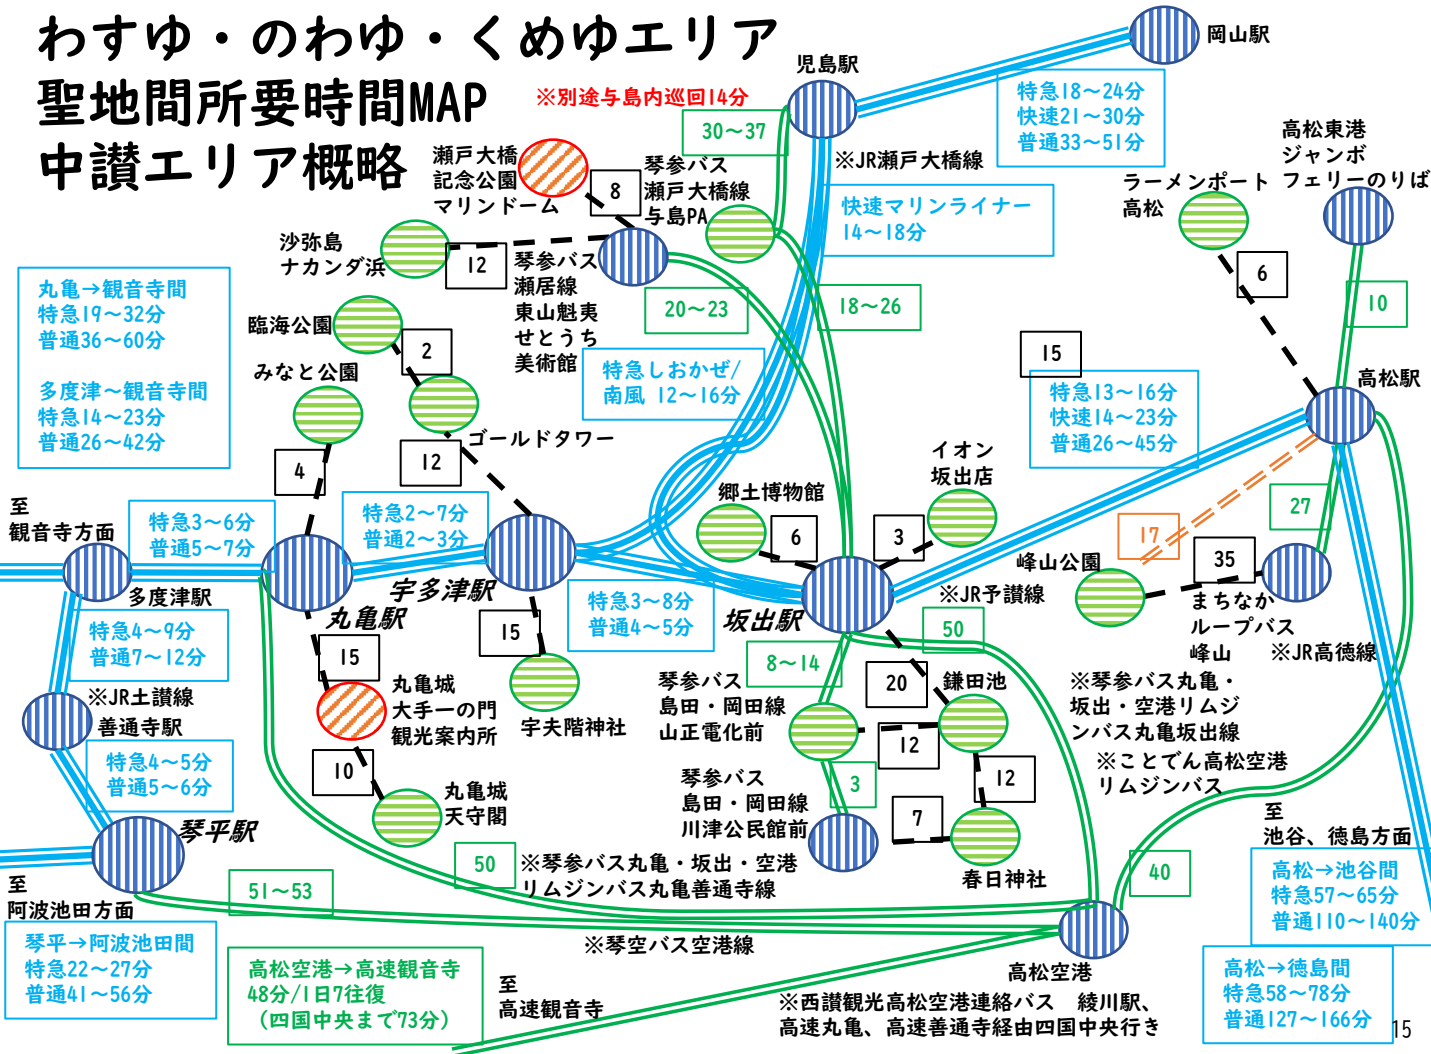 わすゆ・のわゆ・くめゆエリア
聖地間所要時間MAP
中讃エリア概略
※別途与島内巡回14分
児島駅
岡山駅
特急18～24分
快速21～30分
普通33～51分
30～37
※JR瀬戸大橋線
高松東港
ジャンボ
フェリーのりば
瀬戸大橋
記念公園
マリンドーム
8
琴参バス
瀬戸大橋線
与島PA
ラーメンポート
高松
快速マリンライナー
14～18分
沙弥島
ナカンダ浜
12
琴参バス
瀬居線
東山魁夷
せとうち
美術館
20～23
18～26
6
10
丸亀→観音寺間
特急19～32分
普通36～60分
多度津～観音寺間
特急14～23分
普通26～42分
臨海公園
2
みなと公園
特急しおかぜ/
南風 12～16分
15
特急13～16分
快速14～23分
普通26～45分
高松駅
4
12
ゴールドタワー
イオン
坂出店
郷土博物館
6
3
至
観音寺方面
特急3～6分
普通5～7分
特急2～7分
普通2～3分
17
27
35
峰山公園
多度津駅
丸亀駅
宇多津駅
特急3～8分
普通4～5分
坂出駅
※JR予讃線
まちなか
ループバス
峰山
※JR高徳線
特急4～9分
普通7～12分
15
15
8～14
50
20
※JR土讃線
善通寺駅
丸亀城
大手一の門
観光案内所
宇夫階神社
琴参バス
島田・岡田線
山正電化前
鎌田池
※琴参バス丸亀・
坂出・空港リムジ
ンバス丸亀坂出線
12
特急4～5分
普通5～6分
10
琴参バス
島田・岡田線
川津公民館前
3
12
7
※ことでん高松空港
リムジンバス
丸亀城
天守閣
琴平駅
春日神社
至
池谷、徳島方面
50
※琴参バス丸亀・坂出・空港
リムジンバス丸亀善通寺線
40
高松→池谷間
特急57～65分
普通110～140分
至
阿波池田方面
51～53
琴平→阿波池田間
特急22～27分
普通41～56分
※琴空バス空港線
高松空港→高速観音寺
48分/1日7往復
（四国中央まで73分）
至
高速観音寺
高松空港
※西讃観光高松空港連絡バス　綾川駅、
高速丸亀、高速善通寺経由四国中央行き
高松→徳島間
特急58～78分
普通127～166分
15